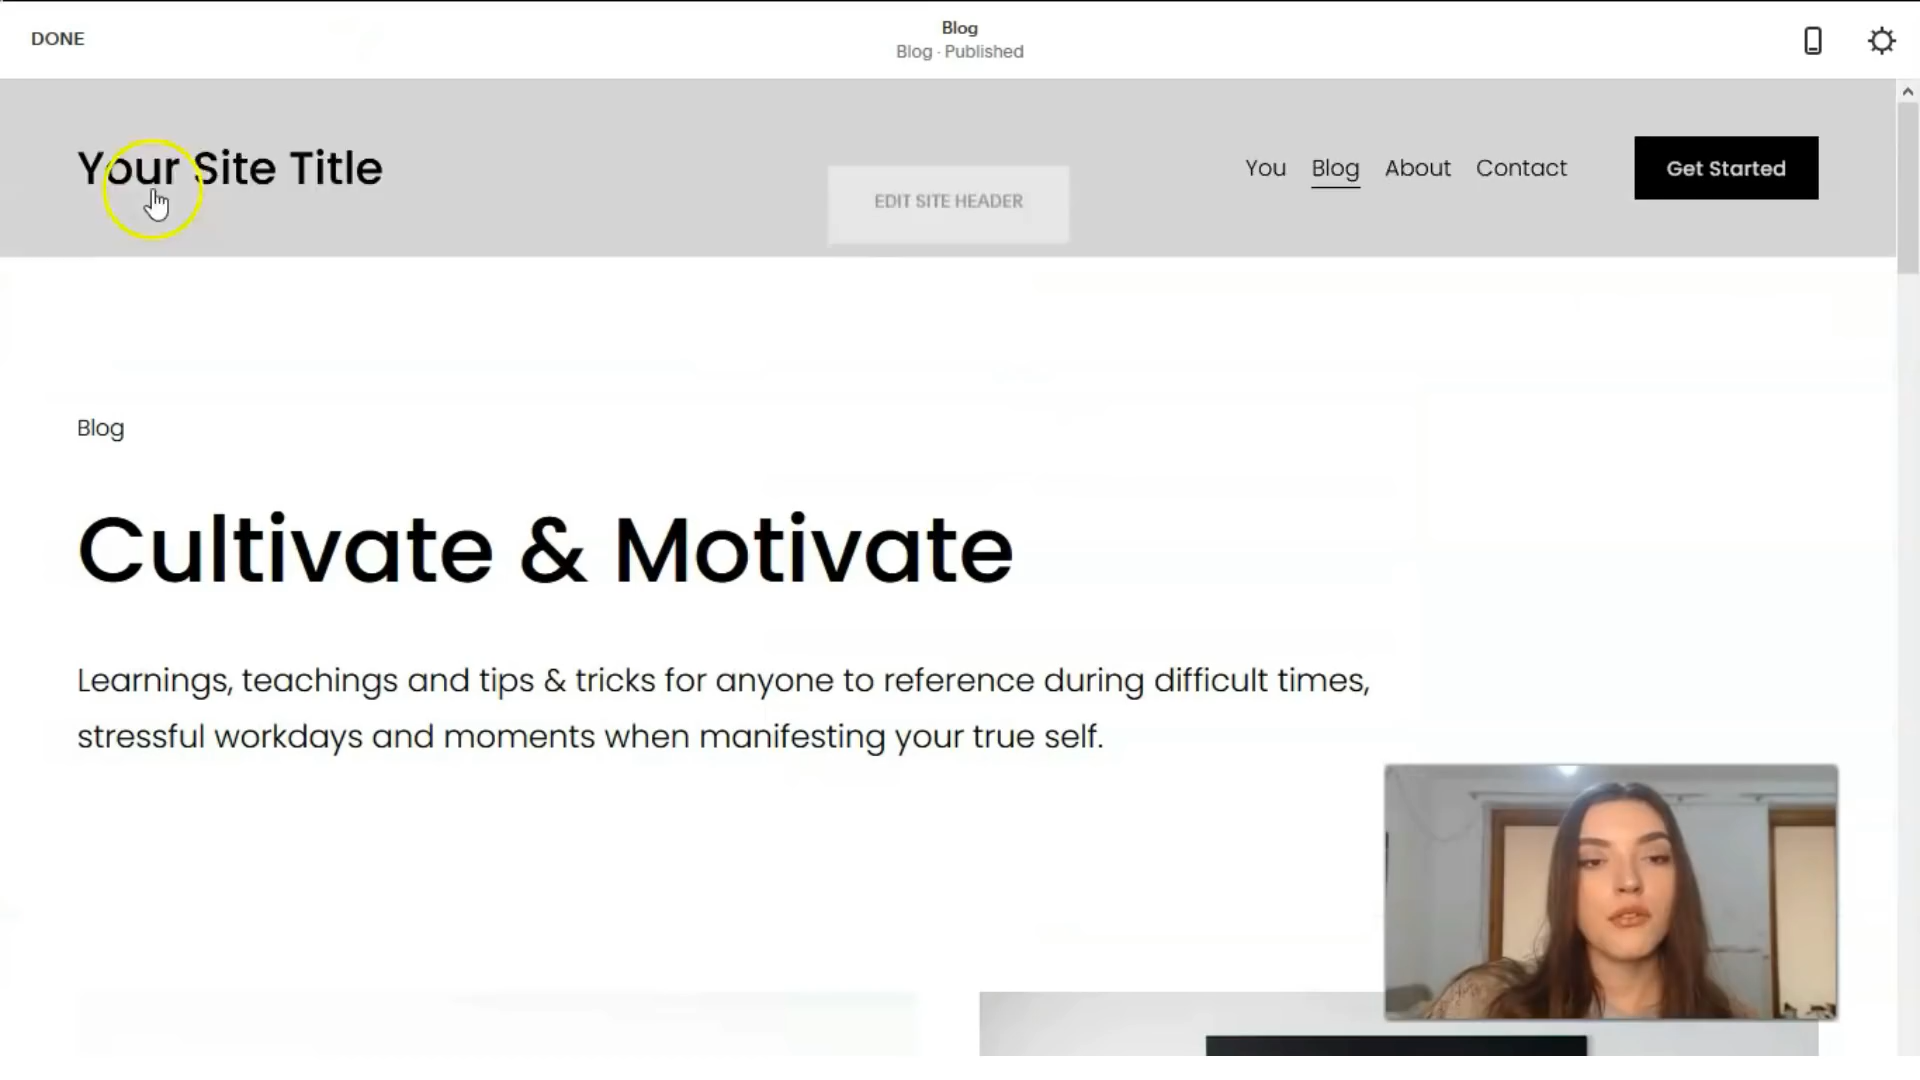 DONE
Blog
Blog · Published
Your Site Title
EDIT SITE HEADER
You Blog About Contact
Get Started
Blog
Cultivate & Motivate
Learnings, teachings and tips & tricks for anyone to reference during difficult times,
stressful workdays and moments when manifesting your true self.